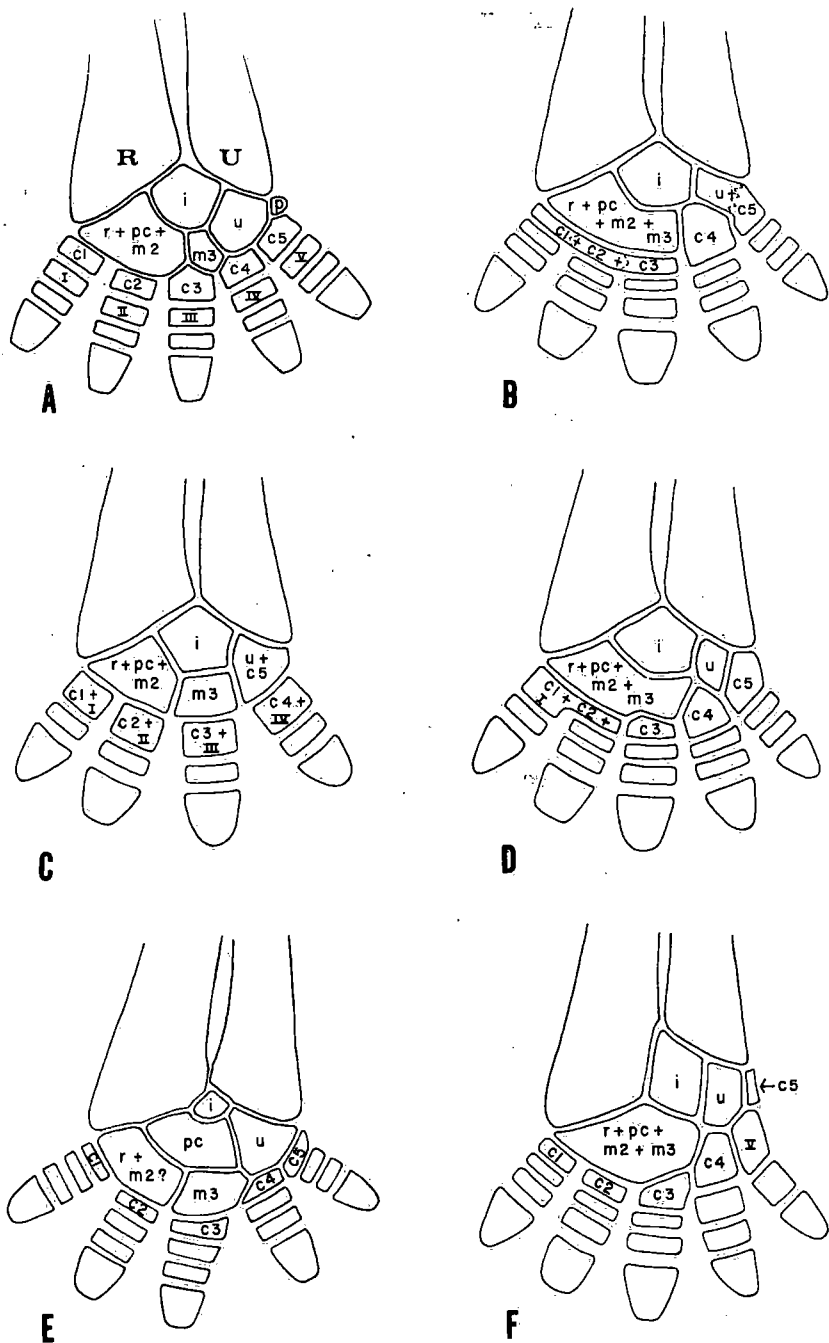 R U
i
r + pc + m2
u
p
m3
c5
c1
c4
V
I
c2
c3
IV
II
III
A
i
u +
c5
r + pc
+ m2 +
m3
c4
c1 + c2 + c3
B
i
r + pc +
m2
u +
c5
m3
c1 +
I
c4 +
IV
c2 +
II
c3 +
III
C
i
r + pc +
m2 +
m3
u
c5
c1 +
I
c2 +
c4
c3
D
i
pc
u
r +
m2?
c1
c5
m3
c4
c2
c3
E
i
u
←c5
r + pc +
m2 + m3
V
c4
c1
c2
c3
F